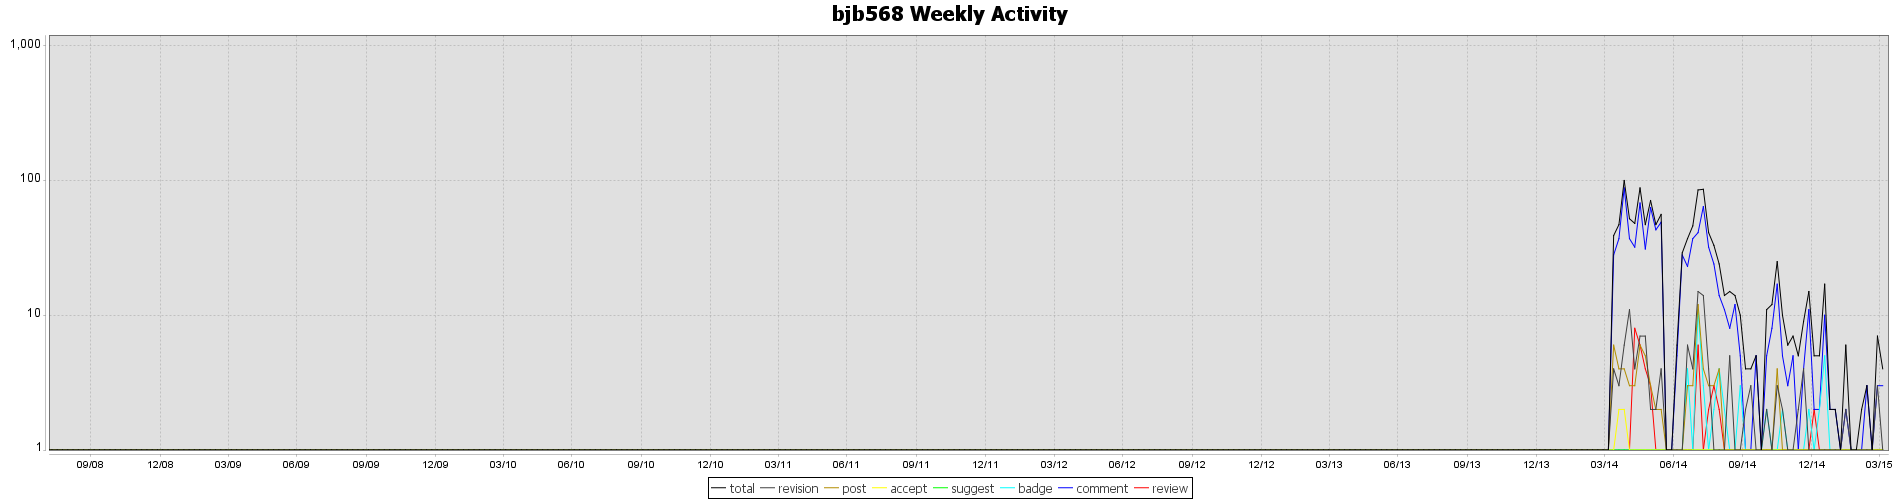 bjb568 Weekly Activity
1,000
100
10
1
09/08 12/08 03/09 06/09 09/09 12/09 03/10 06/10 09/10 12/10 03/11 06/11 09/11 12/11 03/12 06/12 09/12 12/12 03/13 06/13 09/13 12/13 03/14 06/14 09/14 12/14 03/15
total revision post accept suggest badge comment review